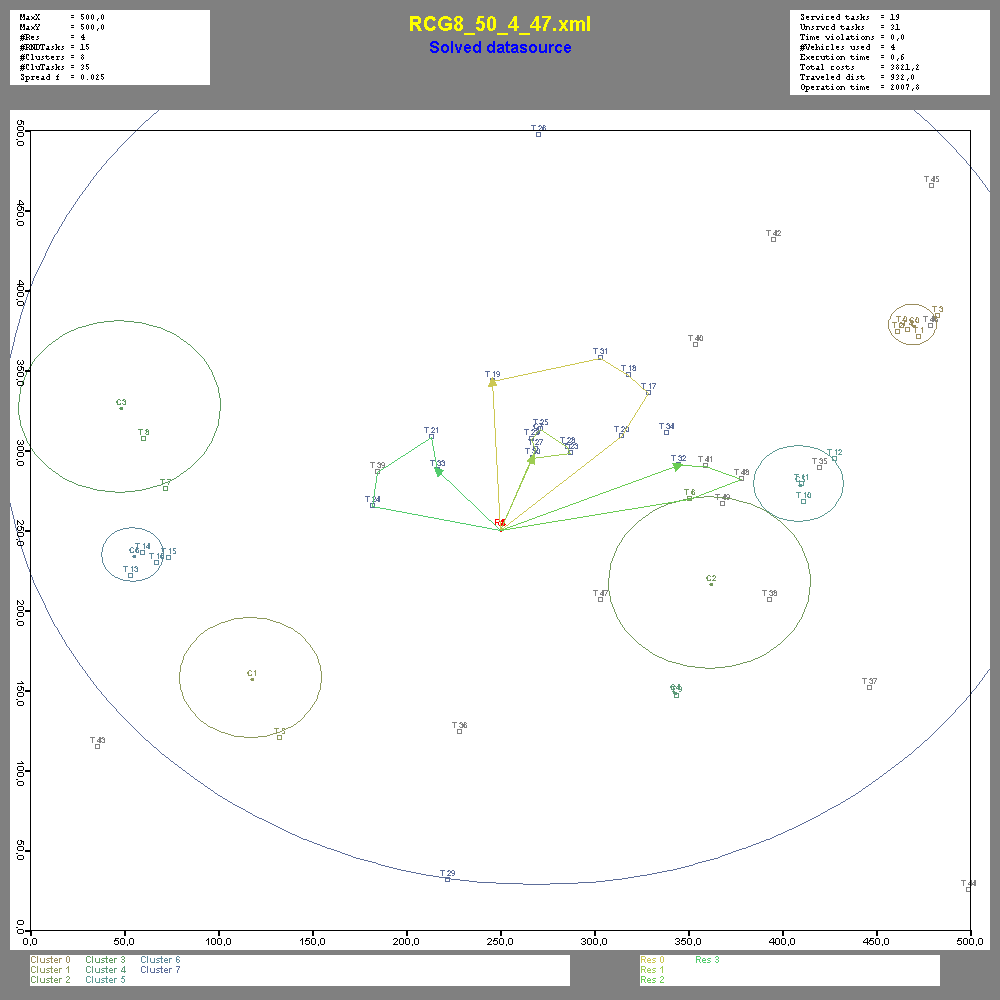 RCG8_50_4_47.xml
Solved datasource
MaxX = 500,0
MaxY = 500,0
#Res = 4
#RNDTasks = 15
#Clusters = 8
#CluTasks = 35
Spread f = 0.025
Serviced tasks = 19
Unsrvcd tasks = 31
Time violations = 0,0
#Vehicles used = 4
Execution time = 0,6
Total costs = 3821,2
Traveled dist = 932,0
Operation time = 2007,8
500,0
450,0
400,0
350,0
300,0
250,0
200,0
150,0
100,0
50,0
0,0
0,0 50,0 100,0 150,0 200,0 250,0 300,0 350,0 400,0 450,0 500,0
T 26
T 45
T 42
T 3
T 1
T 40
T 31
T 18
T 19
T 17
C3
T 8
T 7
T 21
T 39
T 33
T 24
T 25
T 27
T 30
T 20
T 34
T 32
T 41
T 48
T 6
T 49
T 12
T 35
T 10
T 14
T 15
T 13
C2
T 38
T 47
C1
T 5
T 37
T 36
T 43
T 29
T 44
Cluster 0 Cluster 3 Cluster 6
Cluster 1 Cluster 4 Cluster 7
Cluster 2 Cluster 5
Res 0 Res 3
Res 1
Res 2